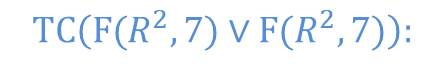 TC(F(R²,7) ∨ F(R²,7)):